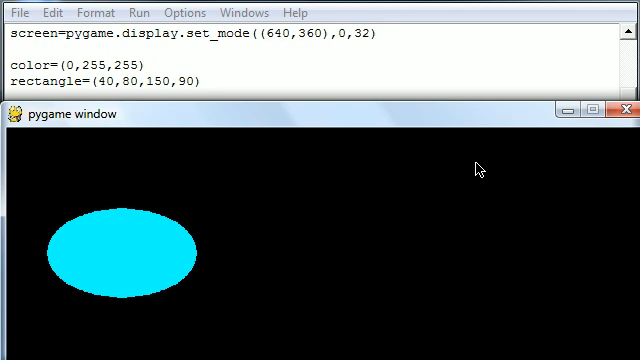 File Edit Format Run Options Windows Help
screen=pygame.display.set_mode((640,360),0,32)
color=(0,255,255)
rectangle=(40,80,150,90)
pygame window